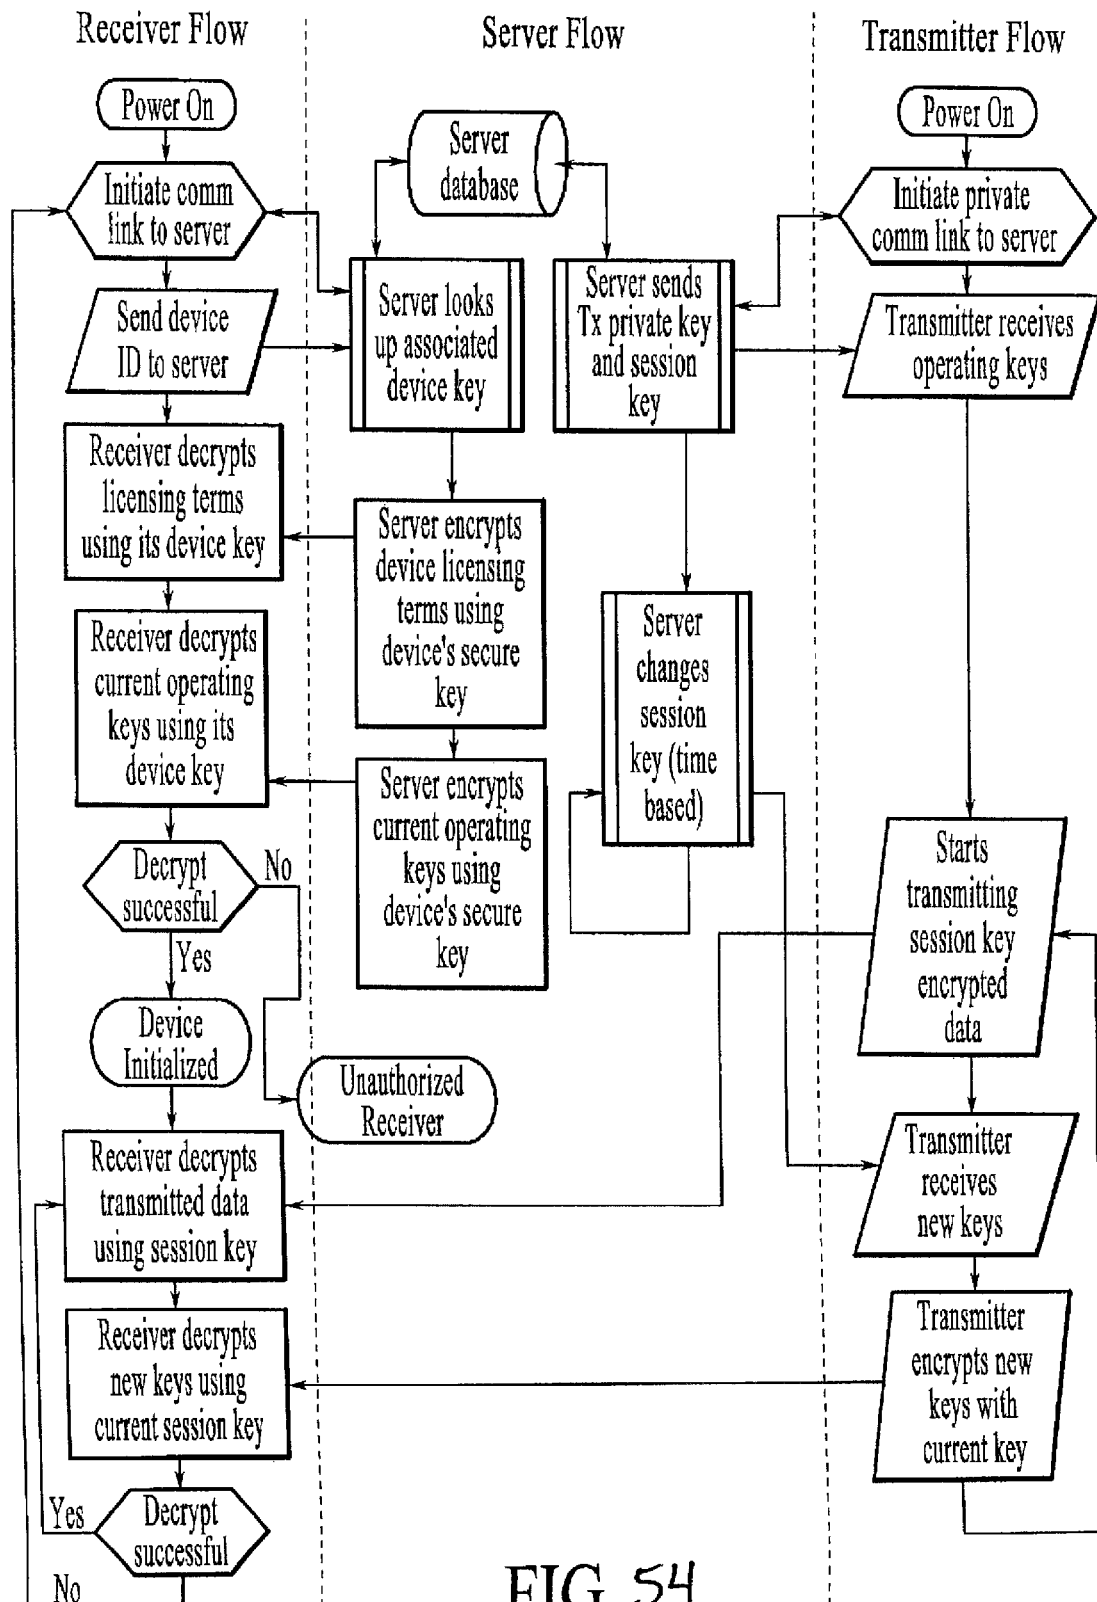 Receiver Flow
Server Flow
Transmitter Flow
Power On
Initiate comm
link to server
Send device
ID to server
Receiver decrypts
licensing terms
using its device key
Receiver decrypts
current operating
keys using its
device key
Decrypt
successful
No
Yes
Device
Initialized
Unauthorized
Receiver
Receiver decrypts
transmitted data
using session key
Receiver decrypts
new keys using
current session key
Yes
Decrypt
successful
No
Server
database
Server looks
up associated
device key
Server encrypts
device licensing
terms using
device's secure
key
Server encrypts
current operating
keys using
device's secure
key
Server sends
Tx private key
and session
key
Server
changes
session
key (time
based)
Power On
Initiate private
comm link to server
Transmitter receives
operating keys
Starts
transmitting
session key
encrypted
data
Transmitter
receives
new keys
Transmitter
encrypts new
keys with
current key
FIG. 54